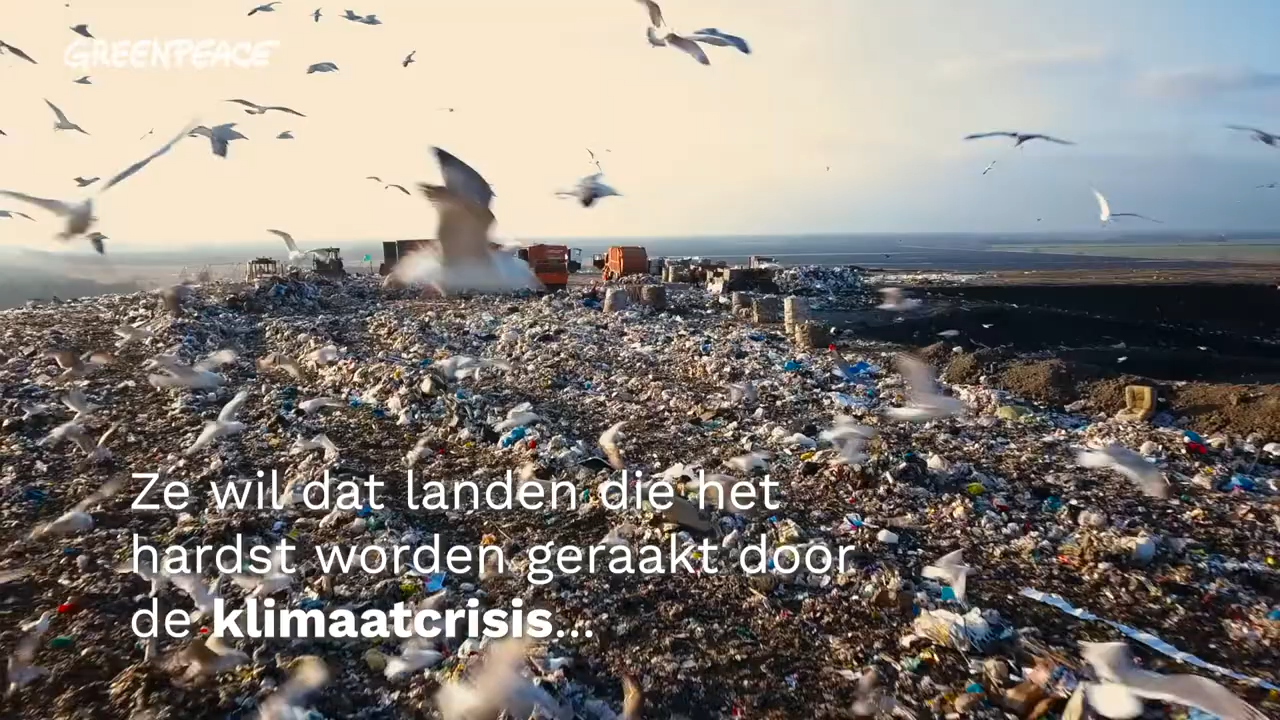 GREENPEACE
Ze wil dat landen die het
hardst worden geraakt door
de klimaatcrisis...